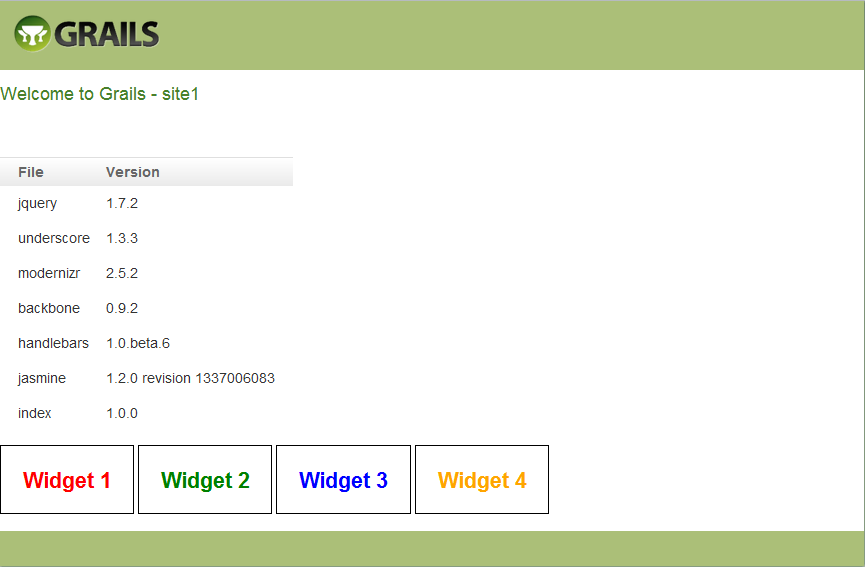 GRAILS
Welcome to Grails - site1
File Version
jquery 1.7.2
underscore 1.3.3
modernizr 2.5.2
backbone 0.9.2
handlebars 1.0.beta.6
jasmine 1.2.0 revision 1337006083
index 1.0.0
Widget 1 Widget 2 Widget 3 Widget 4